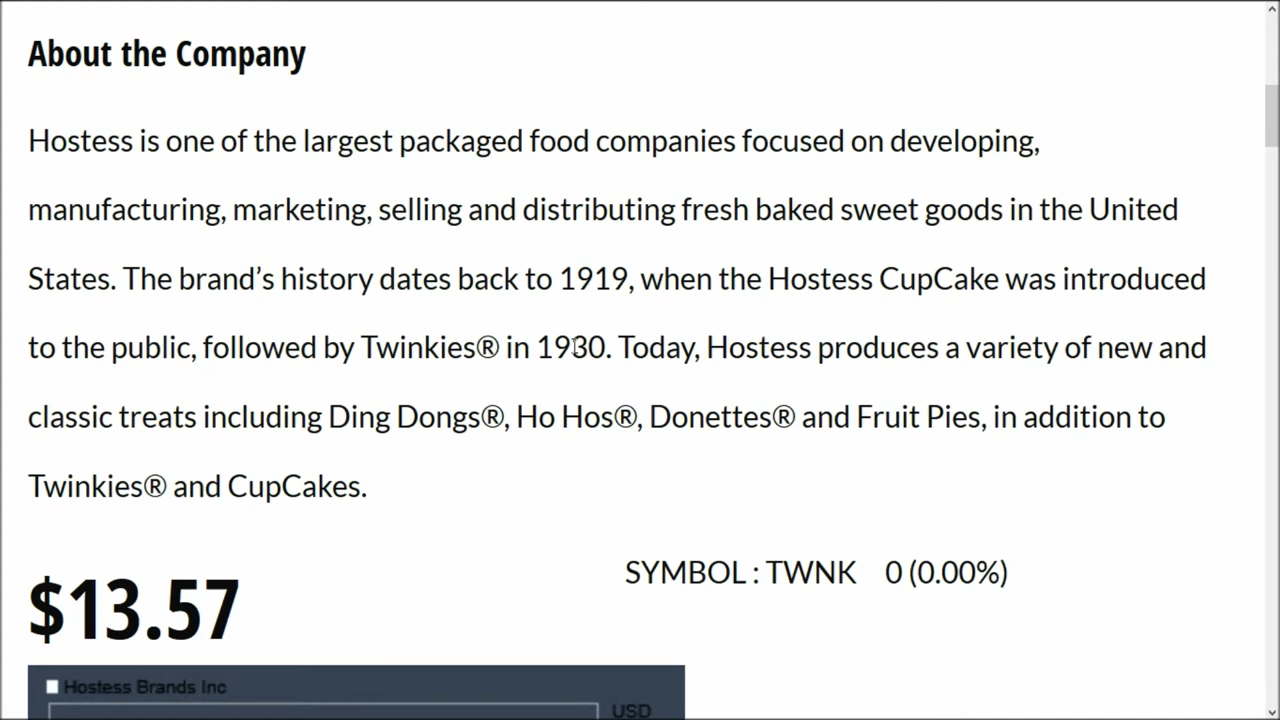 About the Company
Hostess is one of the largest packaged food companies focused on developing,
manufacturing, marketing, selling and distributing fresh baked sweet goods in the United
States. The brand’s history dates back to 1919, when the Hostess CupCake was introduced
to the public, followed by Twinkies® in 1930. Today, Hostess produces a variety of new and
classic treats including Ding Dongs®, Ho Hos®, Donettes® and Fruit Pies, in addition to
Twinkies® and CupCakes.
SYMBOL : TWNK 0 (0.00%)
$13.57
Hostess Brands Inc
USD